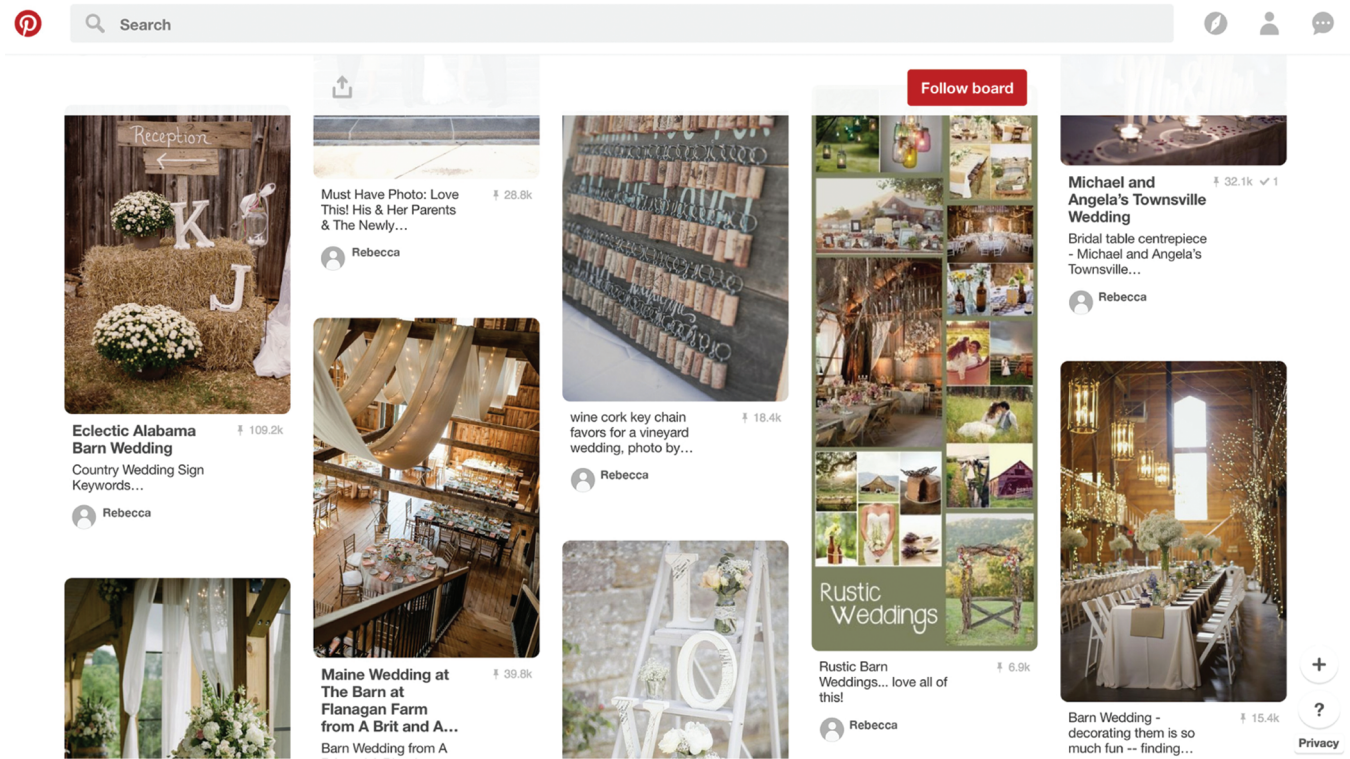 Search
Follow board
Reception
K
J
Eclectic Alabama
Barn Wedding
109.2k
Country Wedding Sign
Keywords…
Rebecca
Must Have Photo: Love
This! His & Her Parents
& The Newly…
28.8k
Rebecca
Maine Wedding at
The Barn at
Flanagan Farm
from A Brit and A…
39.8k
Barn Wedding from A
wine cork key chain
favors for a vineyard
wedding, photo by…
18.4k
Rebecca
L
O
V
Rustic
Weddings
Rustic Barn
Weddings... love all of
this!
6.9k
Rebecca
Michael and
Angela's Townsville
Wedding
32.1k
1
Bridal table centrepiece
- Michael and Angela's
Townsville…
Rebecca
Barn Wedding -
decorating them is so
much fun -- finding…
15.4k
+
?
Privacy